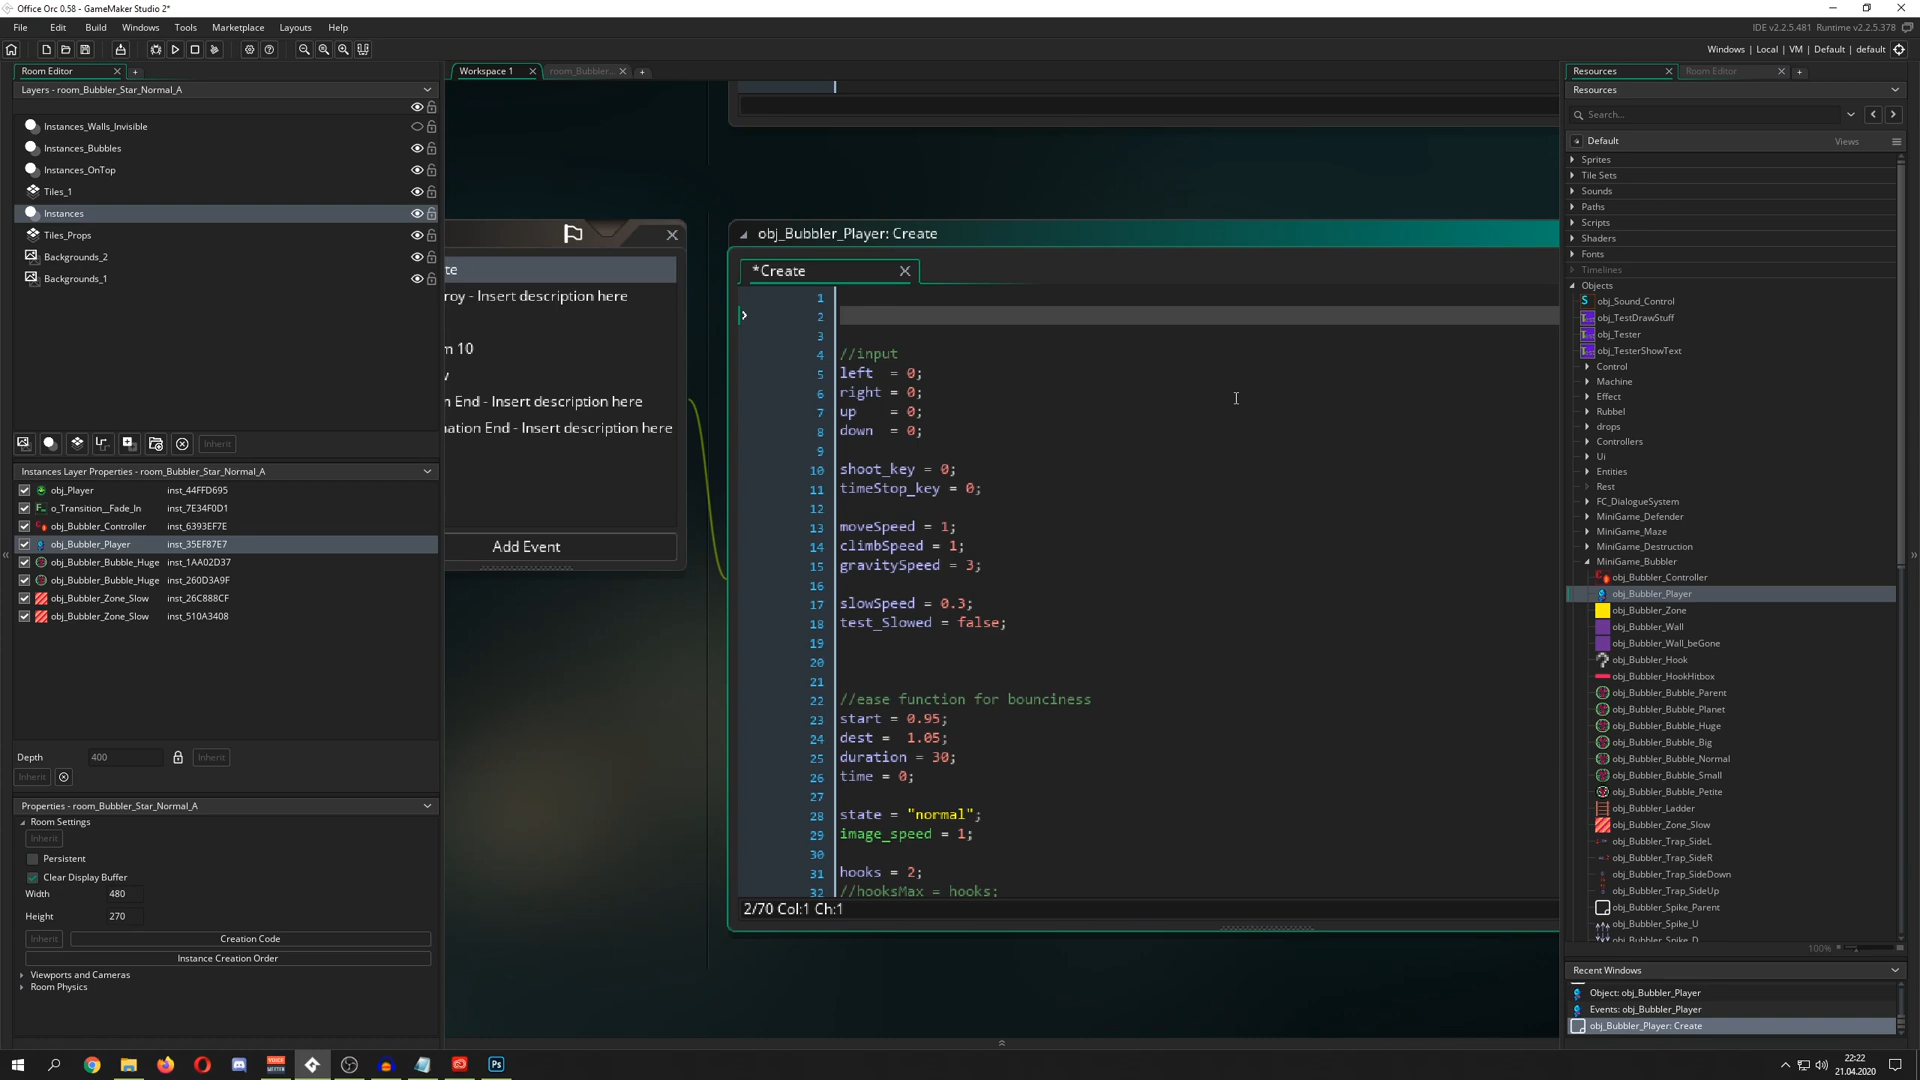 Office Orc 0.58 - GameMaker Studio 2*
File Edit Build Windows Tools Marketplace Layouts Help
IDE v2.2.5.481 Runtime v2.2.5.378
Windows | Local | VM | Default | default
Room Editor
Layers - room_Bubbler_Star_Normal_A
Instances_Walls_Invisible
Instances_Bubbles
Instances_OnTop
Tiles_1
Instances
Tiles_Props
Backgrounds_2
Backgrounds_1
Inherit
Instances Layer Properties - room_Bubbler_Star_Normal_A
obj_Player inst_44FFD695
o_Transition__Fade_In inst_7E34F0D1
obj_Bubbler_Controller inst_6393EF7E
obj_Bubbler_Player inst_35EF87E7
obj_Bubbler_Bubble_Huge inst_1AA02D37
obj_Bubbler_Bubble_Huge inst_260D3A9F
obj_Bubbler_Zone_Slow inst_26C888CF
obj_Bubbler_Zone_Slow inst_510A3408
Depth 400 Inherit
Inherit
Properties - room_Bubbler_Star_Normal_A
Room Settings
Inherit
Persistent
Clear Display Buffer
Width 480
Height 270
Inherit Creation Code
Instance Creation Order
Viewports and Cameras
Room Physics
Workspace 1 room_Bubbler...
te
roy - Insert description here
m 10
n End - Insert description here
nation End - Insert description here
Add Event
obj_Bubbler_Player: Create
*Create
1
2
3
4 //input
5 left = 0;
6 right = 0;
7 up = 0;
8 down = 0;
9
10 shoot_key = 0;
11 timeStop_key = 0;
12
13 moveSpeed = 1;
14 climbSpeed = 1;
15 gravitySpeed = 3;
16
17 slowSpeed = 0.3;
18 test_Slowed = false;
19
20
21
22 //ease function for bounciness
23 start = 0.95;
24 dest = 1.05;
25 duration = 30;
26 time = 0;
27
28 state = "normal";
29 image_speed = 1;
30
31 hooks = 2;
32 //hooksMax = hooks;
2/70 Col:1 Ch:1
Resources Room Editor
Resources
Search...
Default Views
Sprites
Tile Sets
Sounds
Paths
Scripts
Shaders
Fonts
Timelines
Objects
obj_Sound_Control
obj_TestDrawStuff
obj_Tester
obj_TesterShowText
Control
Machine
Effect
Rubbel
drops
Controllers
Ui
Entities
Rest
FC_DialogueSystem
MiniGame_Defender
MiniGame_Maze
MiniGame_Destruction
MiniGame_Bubbler
obj_Bubbler_Controller
obj_Bubbler_Player
obj_Bubbler_Zone
obj_Bubbler_Wall
obj_Bubbler_Wall_beGone
obj_Bubbler_Hook
obj_Bubbler_HookHitbox
obj_Bubbler_Bubble_Parent
obj_Bubbler_Bubble_Planet
obj_Bubbler_Bubble_Huge
obj_Bubbler_Bubble_Big
obj_Bubbler_Bubble_Normal
obj_Bubbler_Bubble_Small
obj_Bubbler_Bubble_Petite
obj_Bubbler_Ladder
obj_Bubbler_Zone_Slow
obj_Bubbler_Trap_SideL
obj_Bubbler_Trap_SideR
obj_Bubbler_Trap_SideDown
obj_Bubbler_Trap_SideUp
obj_Bubbler_Spike_Parent
obj_Bubbler_Spike_U
obj_Bubbler_Spike_D
100%
Recent Windows
Object: obj_Bubbler_Player
Events: obj_Bubbler_Player
obj_Bubbler_Player: Create
Ps
22:22
21.04.2020